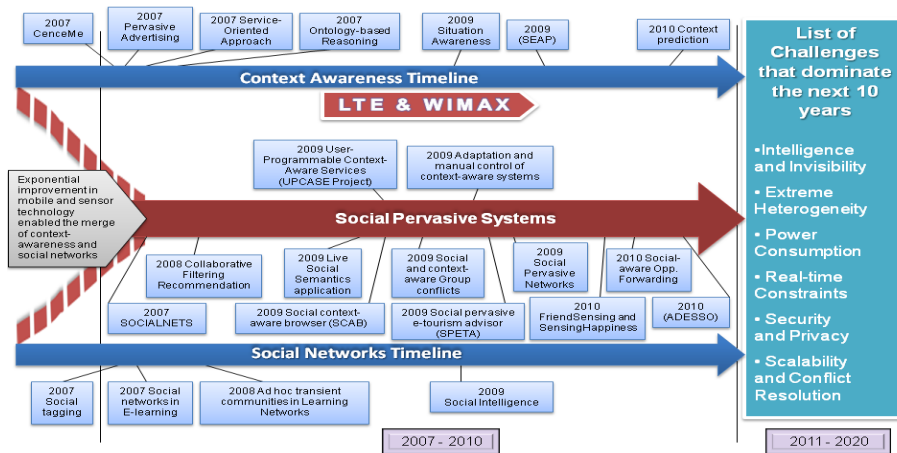 2007
CenceMe
2007
Pervasive
Advertising
2007 Service-
Oriented
Approach
2007
Ontology-based
Reasoning
2009
Situation
Awareness
2009
(SEAP)
2010 Context
prediction
Context Awareness Timeline
LTE & WIMAX
2009 User-
Programmable Context-
Aware Services
(UPCASE Project)
2009 Adaptation and
manual control of
context-aware systems
Exponential
improvement in
mobile and sensor
technology
enabled the merge
of context-
awareness and
social networks
Social Pervasive Systems
2008 Collaborative
Filtering
Recommendation
2009 Live
Social
Semantics
application
2009 Social
and context-
aware Group
conflicts
2009
Social
Pervasive
Networks
2010 Social-
aware Opp.
Forwarding
2007
SOCIALNETS
2009 Social context-
aware browser (SCAB)
2009 Social pervasive
e-tourism advisor
(SPETA)
2010
FriendSensing and
SensingHappiness
2010
(ADESSO)
Social Networks Timeline
2007
Social
tagging
2007 Social
networks in
E-learning
2008 Ad hoc transient
communities in Learning
Networks
2009
Social Intelligence
2007 - 2010
List of
Challenges
that dominate
the next 10
years
▪Intelligence
and Invisibility
▪ Extreme
Heterogeneity
▪ Power
Consumption
▪ Real-time
Constraints
▪ Security
and Privacy
▪ Scalability
and Conflict
Resolution
2011 - 2020